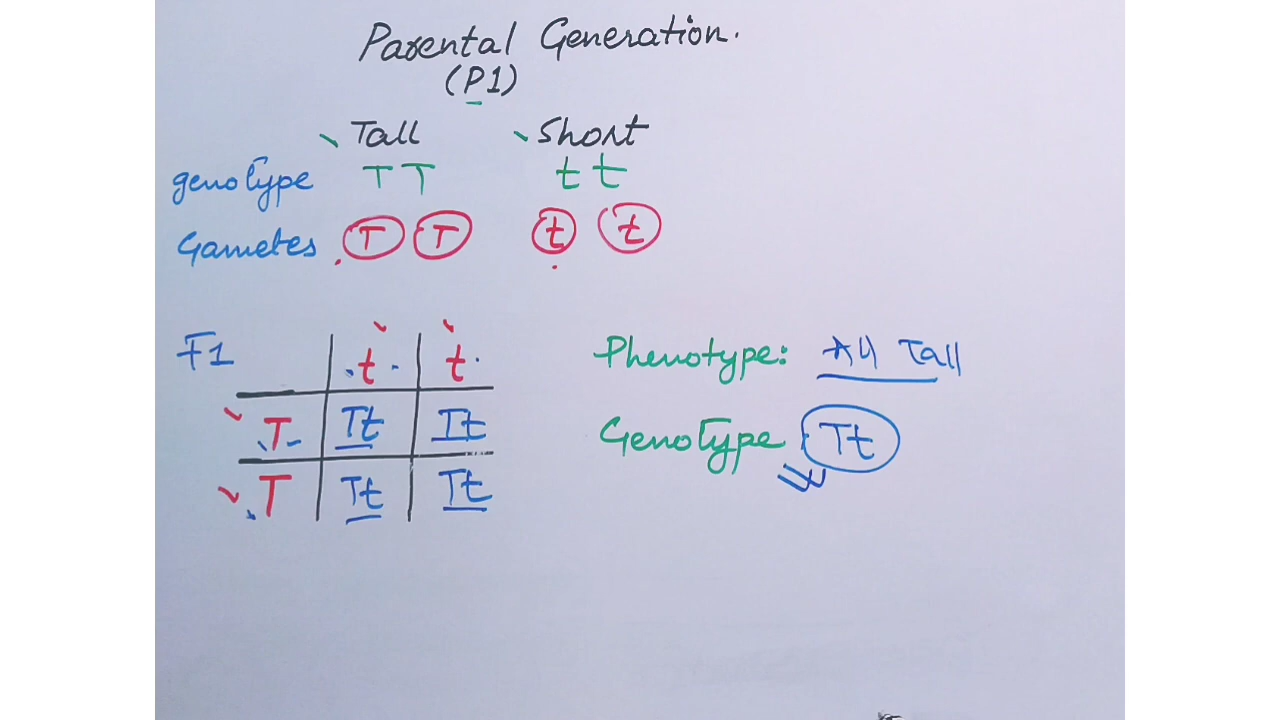 Parental Generation.
(P1)
Tall Short
genotype TT tt
Gametes T T t t
F1 t t
T Tt Tt
T Tt Tt
Phenotype: All Tall
Genotype Tt